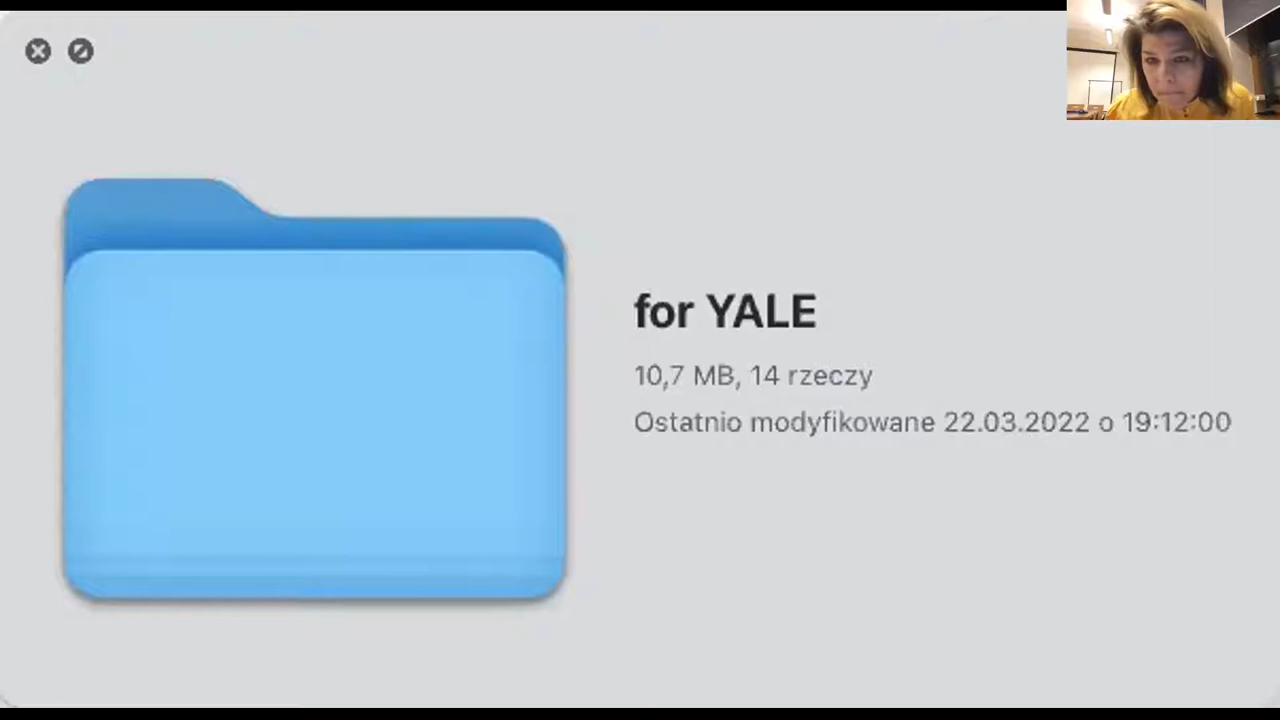 for YALE
10,7 MB, 14 rzeczy
Ostatnio modyfikowane 22.03.2022 o 19:12:00